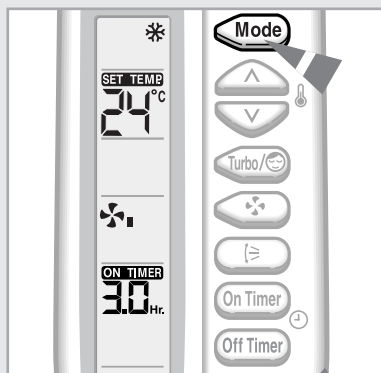 SET TEMP
24°C
ON TIMER
3.0Hr.
Mode
Turbo/
On Timer
Off Timer